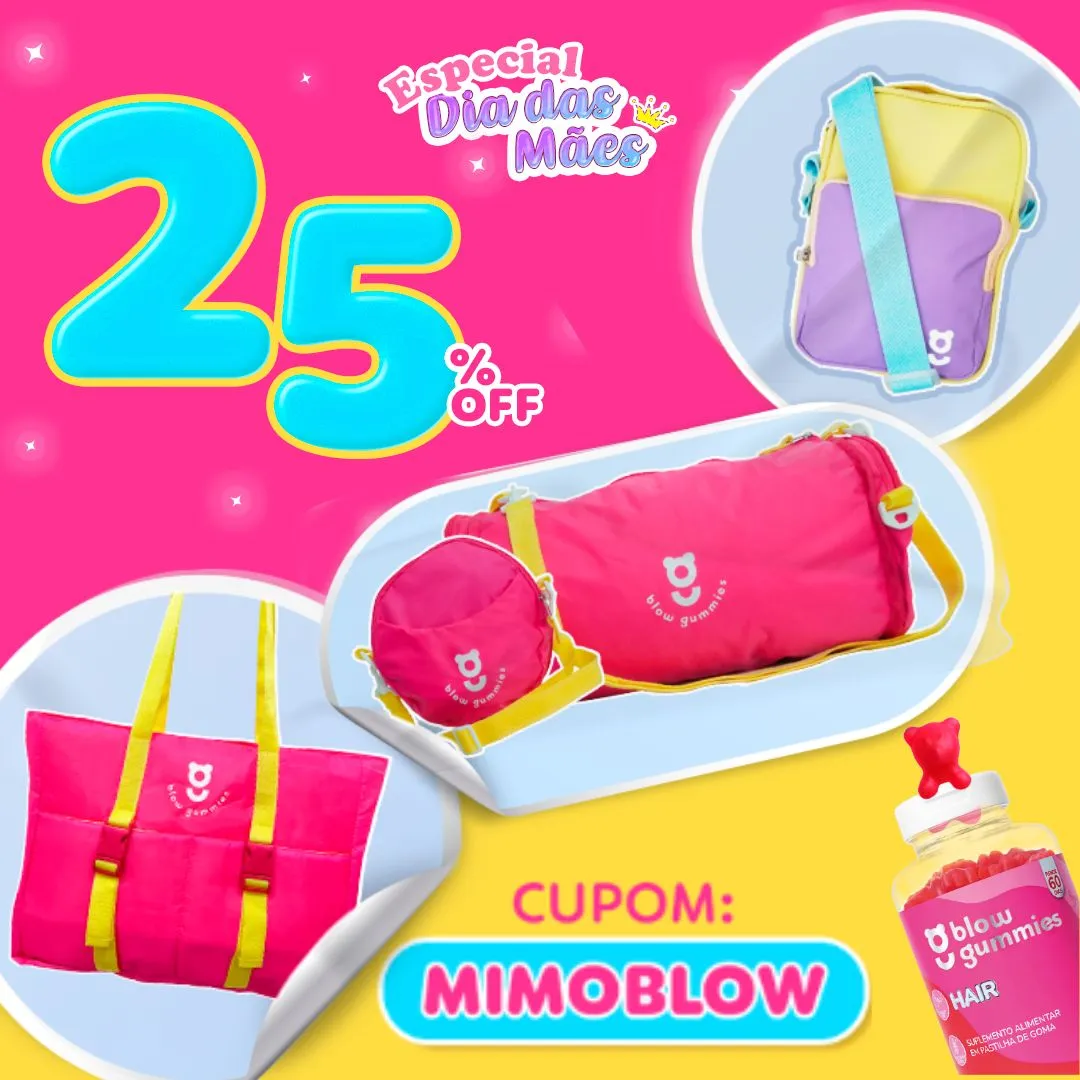 Especial
Dia das
Mães
25
%
OFF
blow gummies
blow gummies
blow gummies
CUPOM:
MIMOBLOW
60
blow
gummies
HAIR
SUPLEMENTO ALIMENTAR
EM PASTILHA DE GOMA